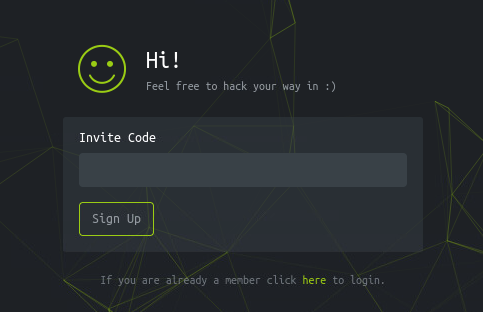 Hi!
Feel free to hack your way in :)
Invite Code
Sign Up
If you are already a member click here to login.